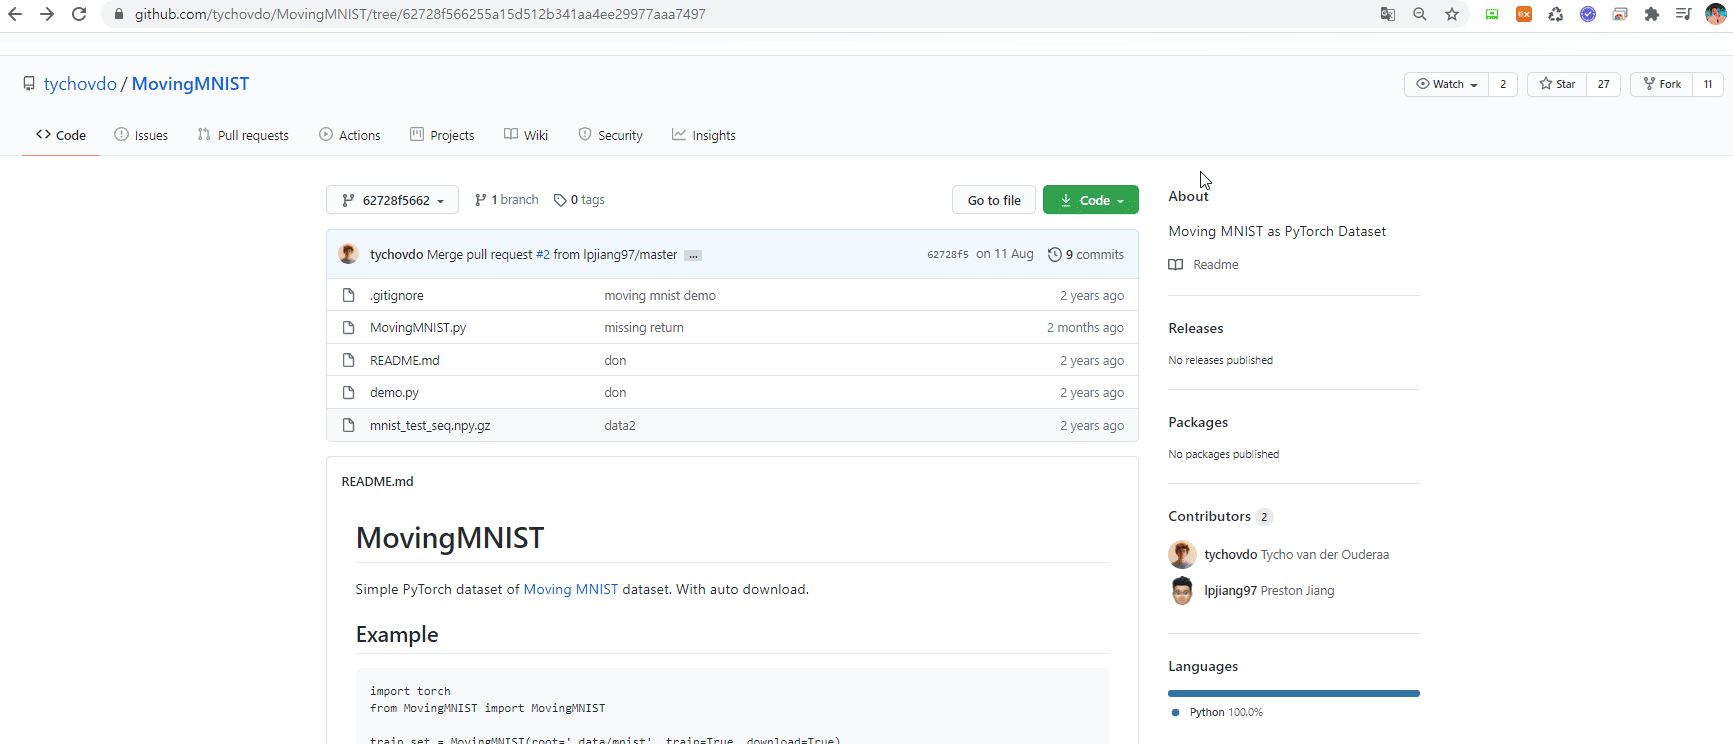 github.com/tychovdo/MovingMNIST/tree/62728f566255a15d512b341aa4ee29977aaa7497
tychovdo / MovingMNIST
Watch 2 Star 27 Fork 11
Code Issues Pull requests Actions Projects Wiki Security Insights
62728f5662 1 branch 0 tags Go to file Code
tychovdo Merge pull request #2 from lpjiang97/master ... 62728f5 on 11 Aug 9 commits
.gitignore moving mnist demo 2 years ago
MovingMNIST.py missing return 2 months ago
README.md don 2 years ago
demo.py don 2 years ago
mnist_test_seq.npy.gz data2 2 years ago
README.md
MovingMNIST
Simple PyTorch dataset of Moving MNIST dataset. With auto download.
Example
import torch
from MovingMNIST import MovingMNIST
train_set = MovingMNIST(root='.data/mnist', train=True, download=True)
About
Moving MNIST as PyTorch Dataset
Readme
Releases
No releases published
Packages
No packages published
Contributors 2
tychovdo Tycho van der Ouderaa
lpjiang97 Preston Jiang
Languages
Python 100.0%